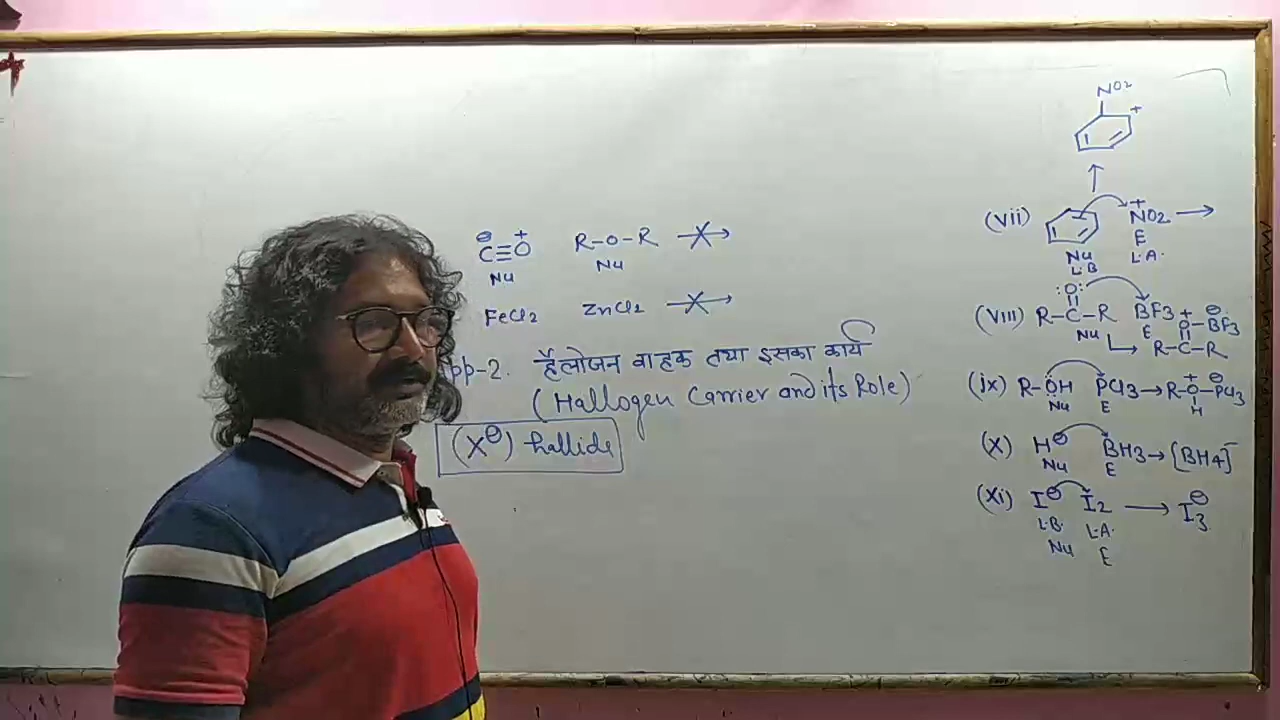 ⊖ +
C≡O R-O-R ✗→
Nu Nu
FeCl2 ZnCl2 ✗→
pp-2. हैलोजन वाहक तथा इसका कार्य
(Hallogen Carrier and its Role)
(X⊖) hallide
NO2
+
↑
(vii) + NO2 →
Nu E
L.B L.A.
:O:
(viii) R-C-R BF3 + ⊖
Nu E O-BF3
R-C-R
(ix) R-ÖH PCl3 → R-O-PCl3
+ ⊖
Nu E H
(x) H⊖ BH3 → [BH4]⁻
Nu E
(xi) I⊖ I2 → I3⊖
L.B. L.A.
Nu E